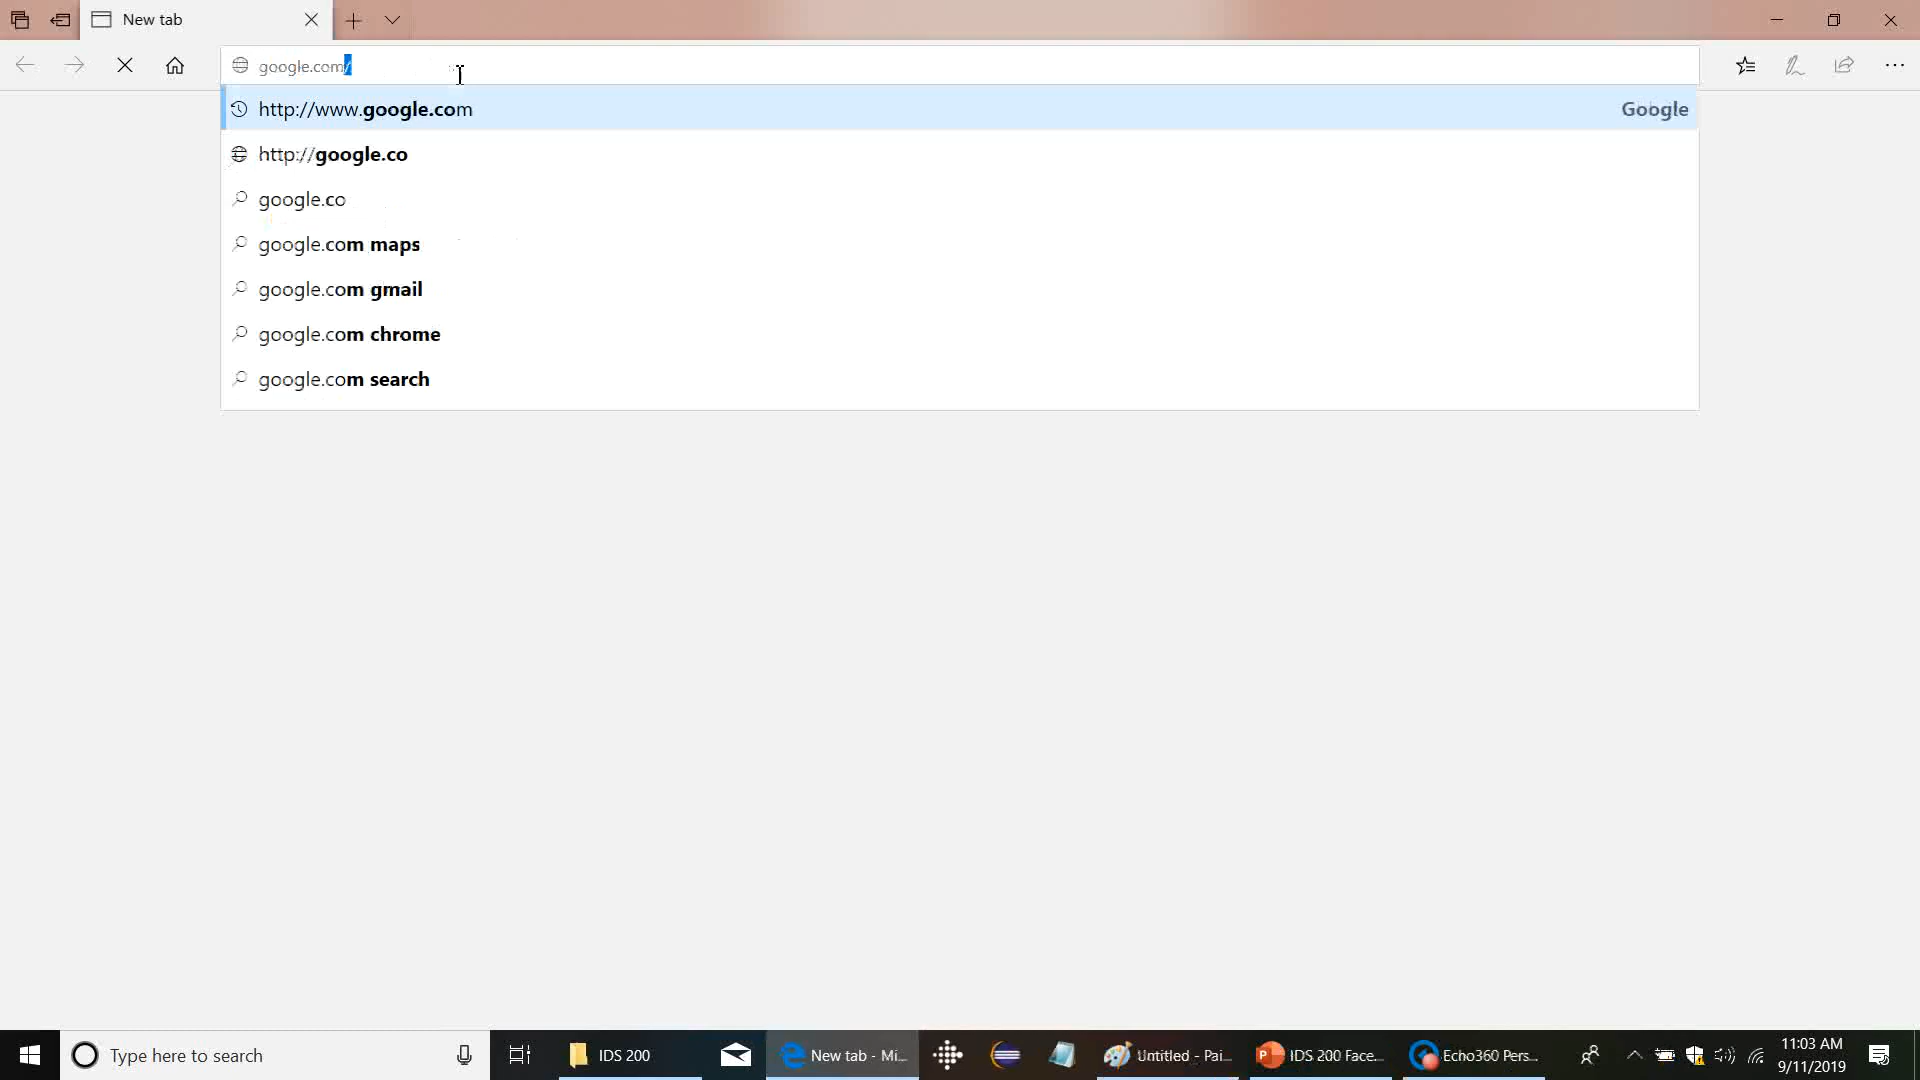 New tab
google.com/
http://www.google.com Google
http://google.co
google.co
google.com maps
google.com gmail
google.com chrome
google.com search
Type here to search
IDS 200
New tab - Mi...
Untitled - Pai...
IDS 200 Face...
Echo360 Pers...
11:03 AM
9/11/2019